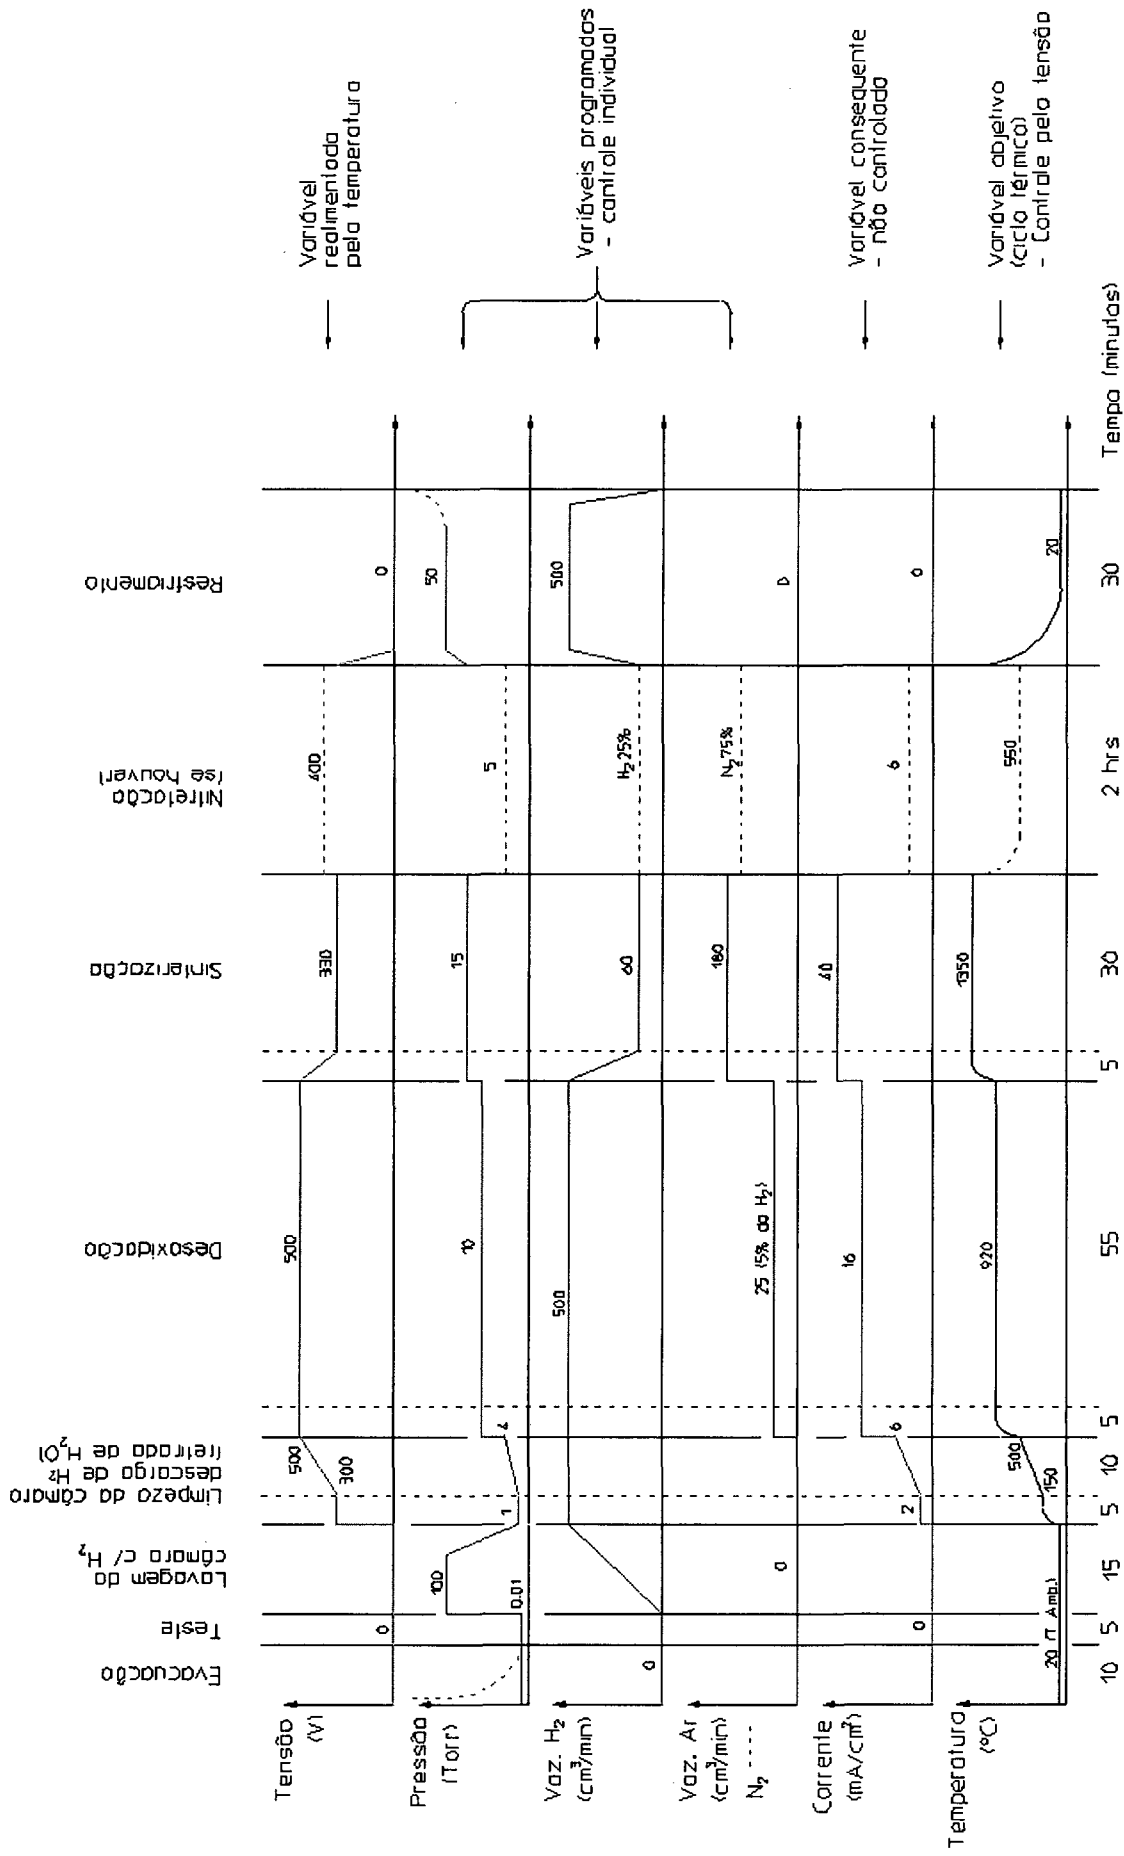 Evacuação
Teste
Lavagem da
câmara c/ H₂
Limpeza da câmara
descarga de H₂
(retirada de H₂O)
Desoxidação
Sinterização
Nitretação
(se houver)
Resfriamento
Tensão
(V)
0
300
500
500
330
400
0
Variável
realimentada
pela temperatura
Pressão
(Torr)
0.01
100
1
4
10
15
5
50
Vaz. H₂
(cm³/min)
0
500
60
H₂ 25%
500
Variáveis programadas
- controle individual
Vaz. Ar
(cm³/min)
N₂ ----
0
25 (5% do H₂)
180
N₂ 75%
0
Corrente
(mA/cm²)
0
2
6
16
40
6
0
Variável consequente
- não controlada
Temperatura
(ºC)
20 (T Amb.)
150
500
920
1350
550
20
Variável objetivo
(ciclo térmico)
- Controle pela tensão
10
5
15
5
10
5
55
5
30
2 hrs
30
Tempo (minutos)